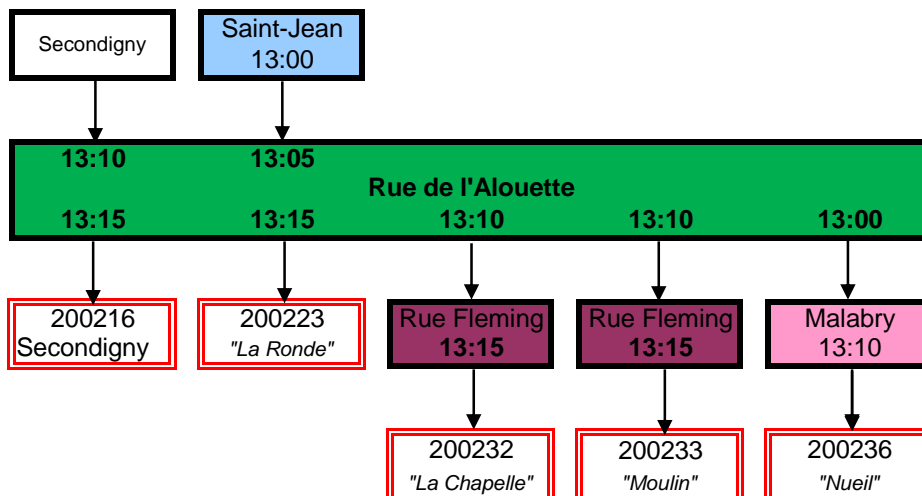 Secondigny
Saint-Jean
13:00
13:10 13:05
Rue de l'Alouette
13:15 13:15 13:10 13:10 13:00
200216
Secondigny
200223
"La Ronde"
Rue Fleming
13:15
Rue Fleming
13:15
Malabry
13:10
200232
"La Chapelle"
200233
"Moulin"
200236
"Nueil"